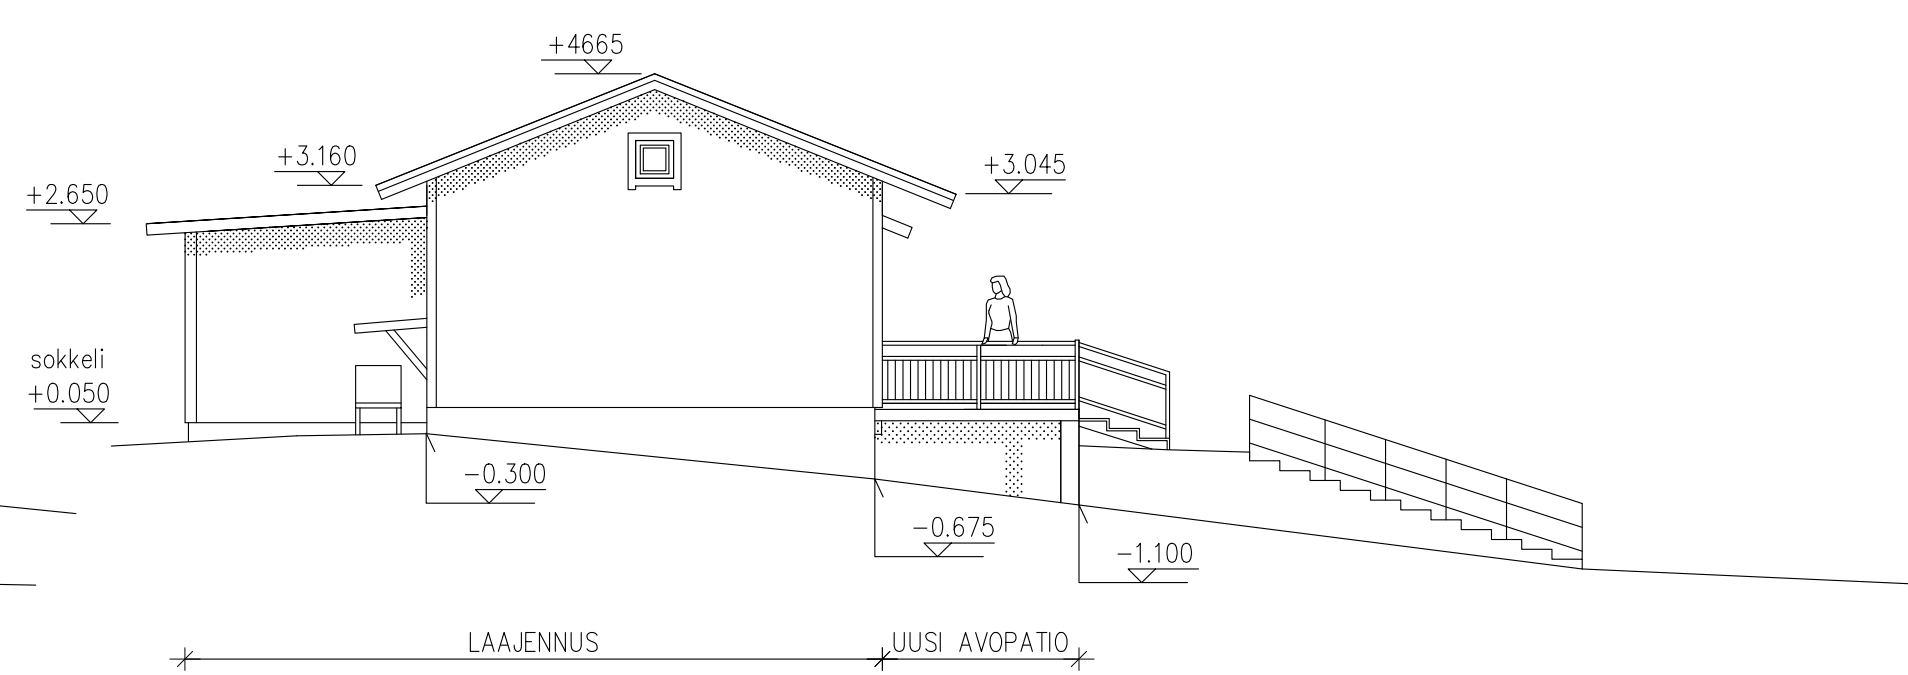 +4665
+3.160
+3.045
+2.650
sokkeli
+0.050
-0.300
-0.675
-1.100
LAAJENNUS
UUSI AVOPATIO